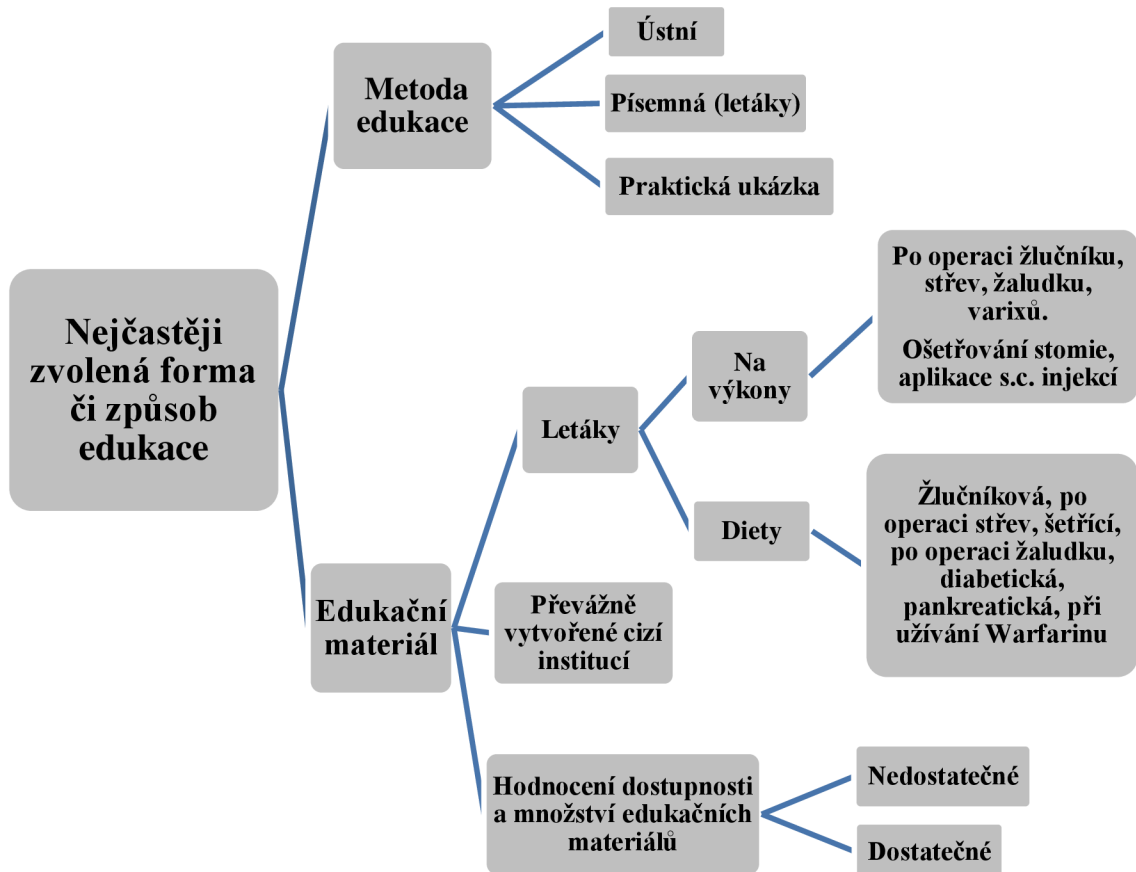 Nejčastěji
zvolená forma
či způsob
edukace
Metoda
edukace
Ústní
Písemná (letáky)
Praktická ukázka
Edukační
materiál
Letáky
Na
výkony
Po operaci žlučníku,
střev, žaludku,
varixů.
Ošetřování stomie,
aplikace s.c. injekcí
Diety
Žlučníková, po
operaci střev, šetřící,
po operaci žaludku,
diabetická,
pankreatická, při
užívání Warfarinu
Převážně
vytvořené cizí
institucí
Hodnocení dostupnosti
a množství edukačních
materiálů
Nedostatečné
Dostatečné